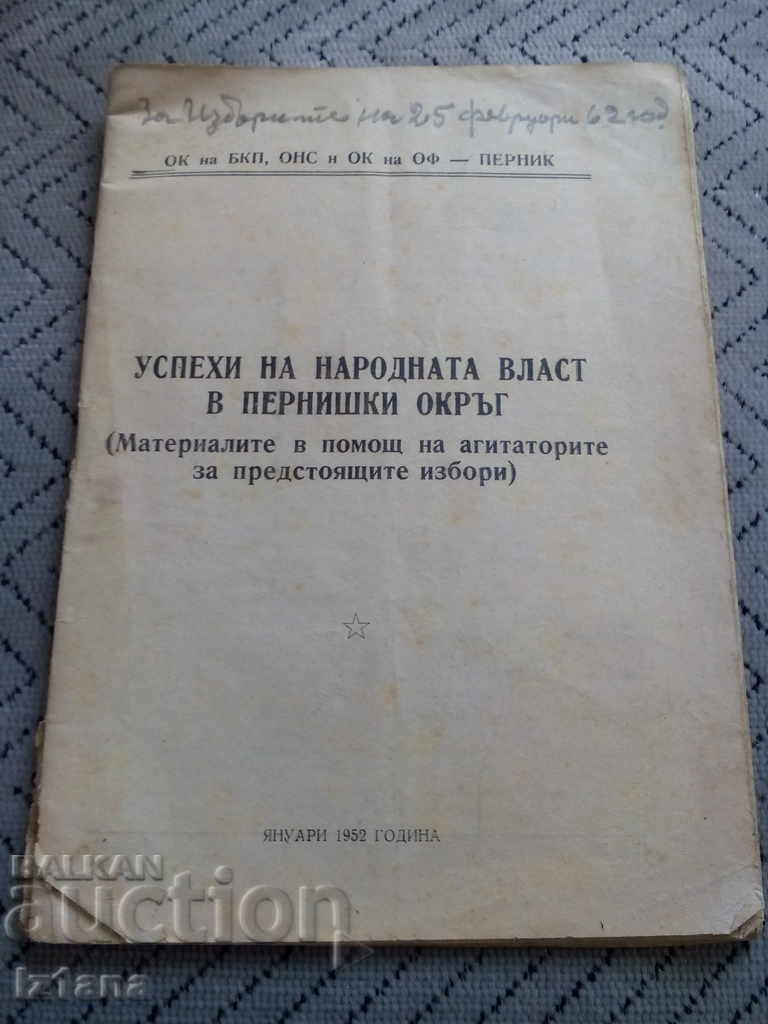 За Изборите на 25 февруари 62 год
ОК на БКП, ОНС и ОК на ОФ — ПЕРНИК
УСПЕХИ НА НАРОДНАТА ВЛАСТ
В ПЕРНИШКИ ОКРЪГ
(Материалите в помощ на агитаторите
за предстоящите избори)
ЯНУАРИ 1952 ГОДИНА
BALKAN
auction
Iz1ana